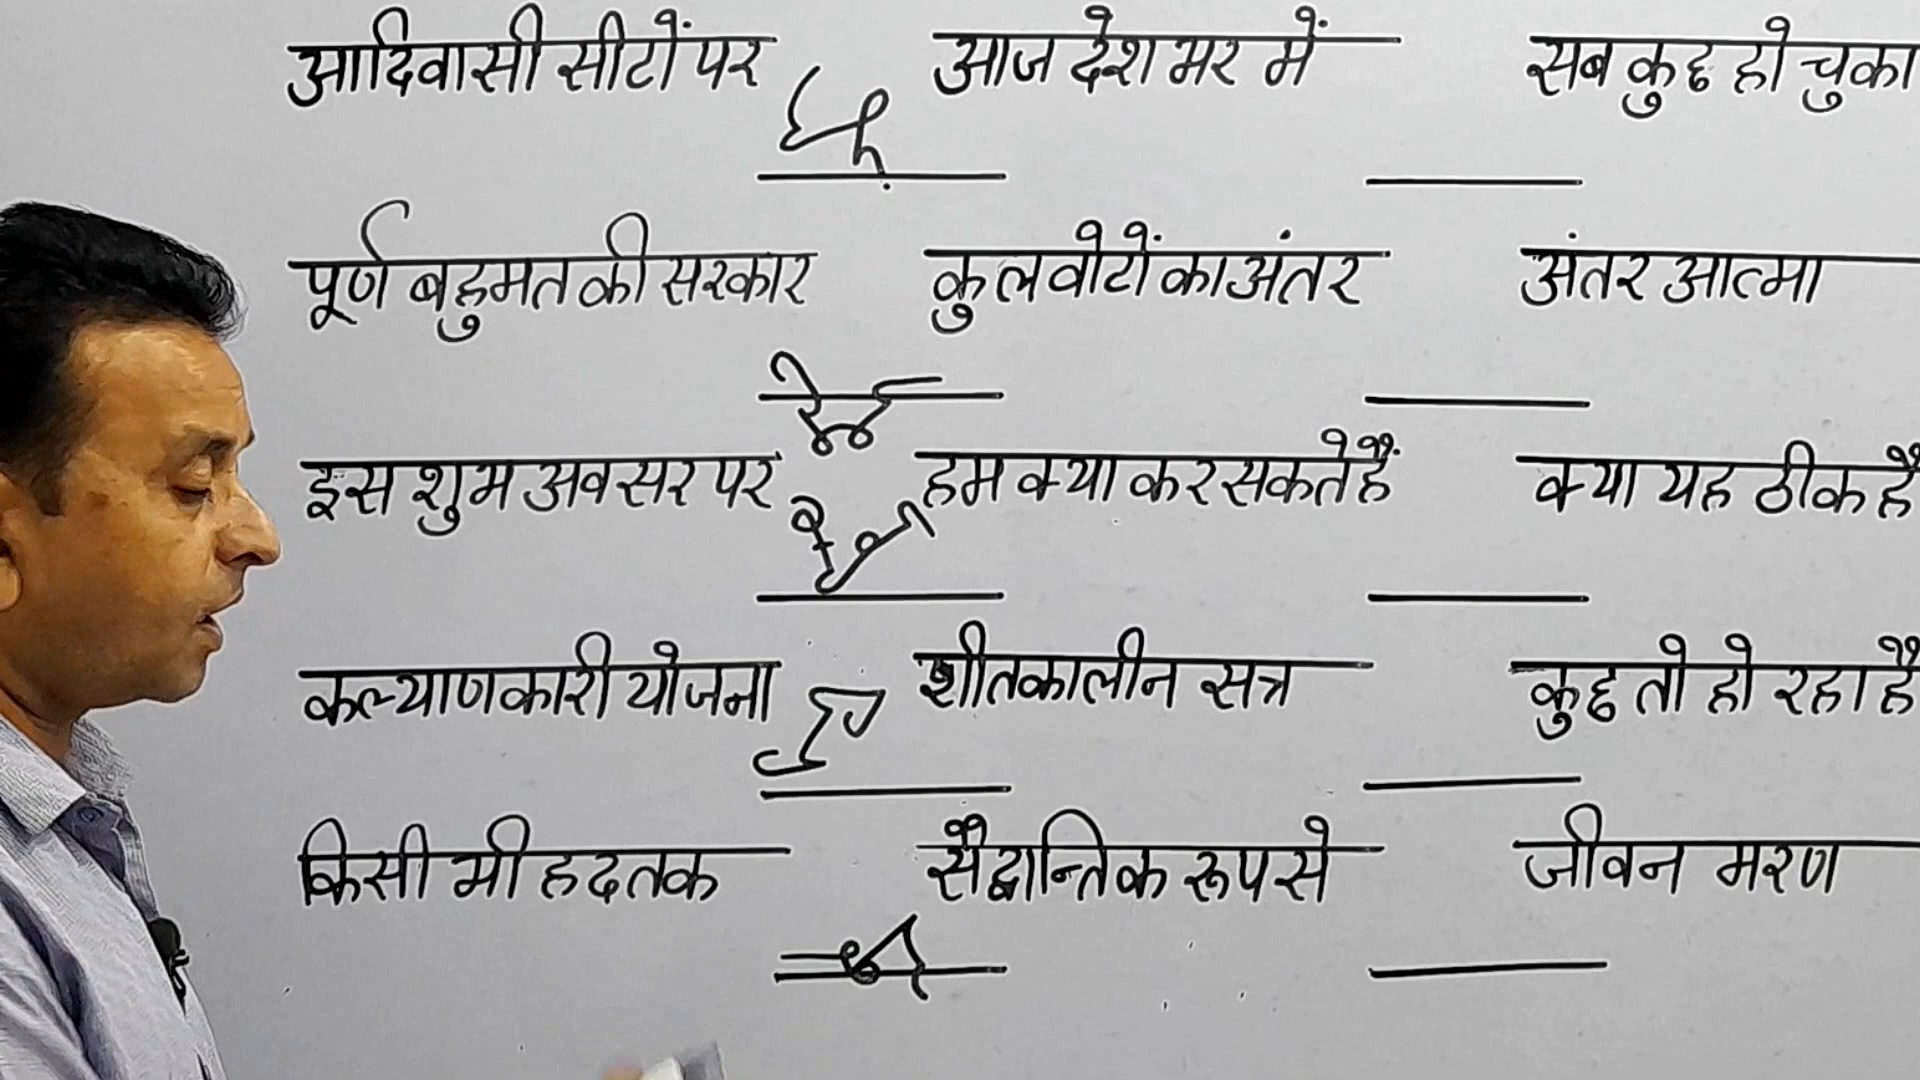 आदिवासी सीटों पर आज देश भर में सब कुछ हो चुका
पूर्ण बहुमत की सरकार कुल वोटों का अंतर अंतर आत्मा
इस शुभ अवसर पर हम क्या कर सकते हैं क्या यह ठीक है
कल्याणकारी योजना शीतकालीन सत्र कुछ तो हो रहा है
किसी भी हद तक सैद्धान्तिक रूप से जीवन मरण